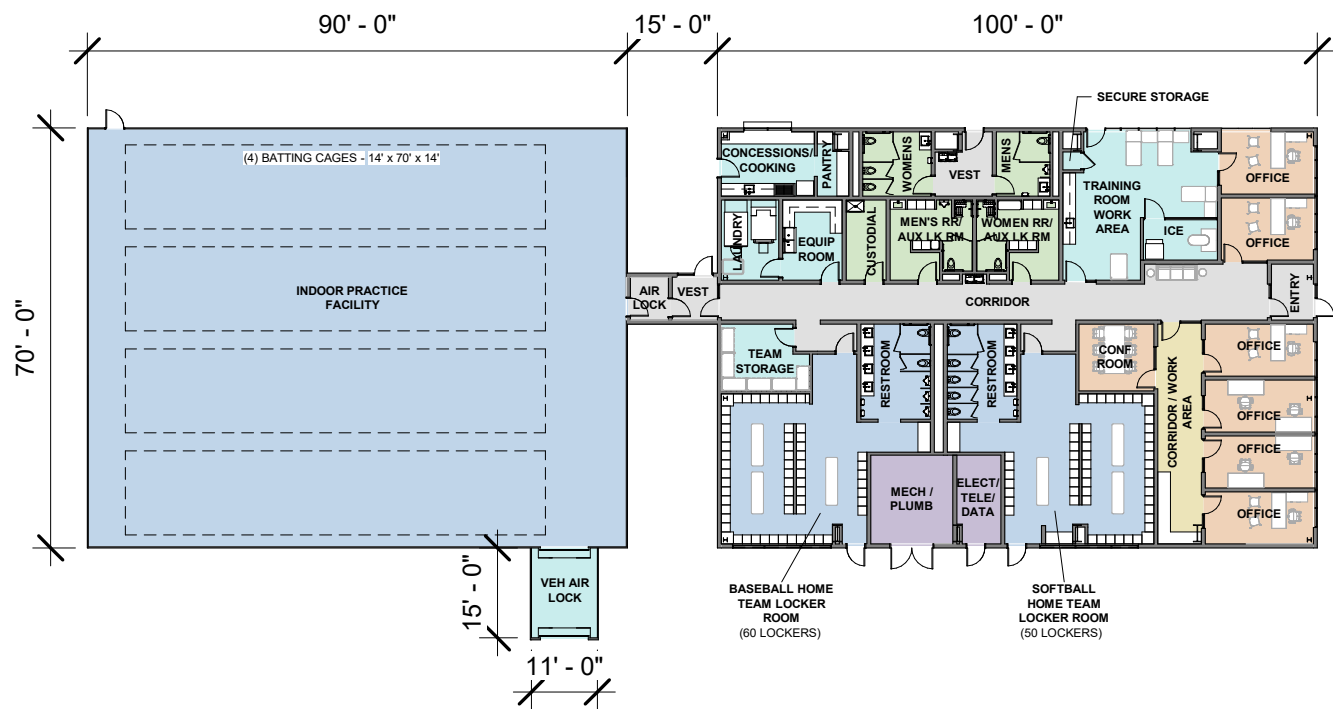 90' - 0"
15' - 0"
100' - 0"
SECURE STORAGE
70' - 0"
(4) BATTING CAGES - 14' x 70' x 14'
INDOOR PRACTICE
FACILITY
CONCESSIONS/
COOKING
PANTRY
WOMENS
VEST
MENS
TRAINING
ROOM
WORK
AREA
OFFICE
LAUNDRY
EQUIP
ROOM
CUSTODIAL
MEN'S RR/
AUX LK RM
WOMEN RR/
AUX LK RM
ICE
OFFICE
AIR
LOCK
VEST
CORRIDOR
ENTRY
TEAM
STORAGE
RESTROOM
RESTROOM
CONF
ROOM
CORRIDOR / WORK
AREA
OFFICE
OFFICE
OFFICE
OFFICE
MECH /
PLUMB
ELECT/
TELE/
DATA
15' - 0"
VEH AIR
LOCK
11' - 0"
BASEBALL HOME
TEAM LOCKER
ROOM
(60 LOCKERS)
SOFTBALL
HOME TEAM
LOCKER ROOM
(50 LOCKERS)